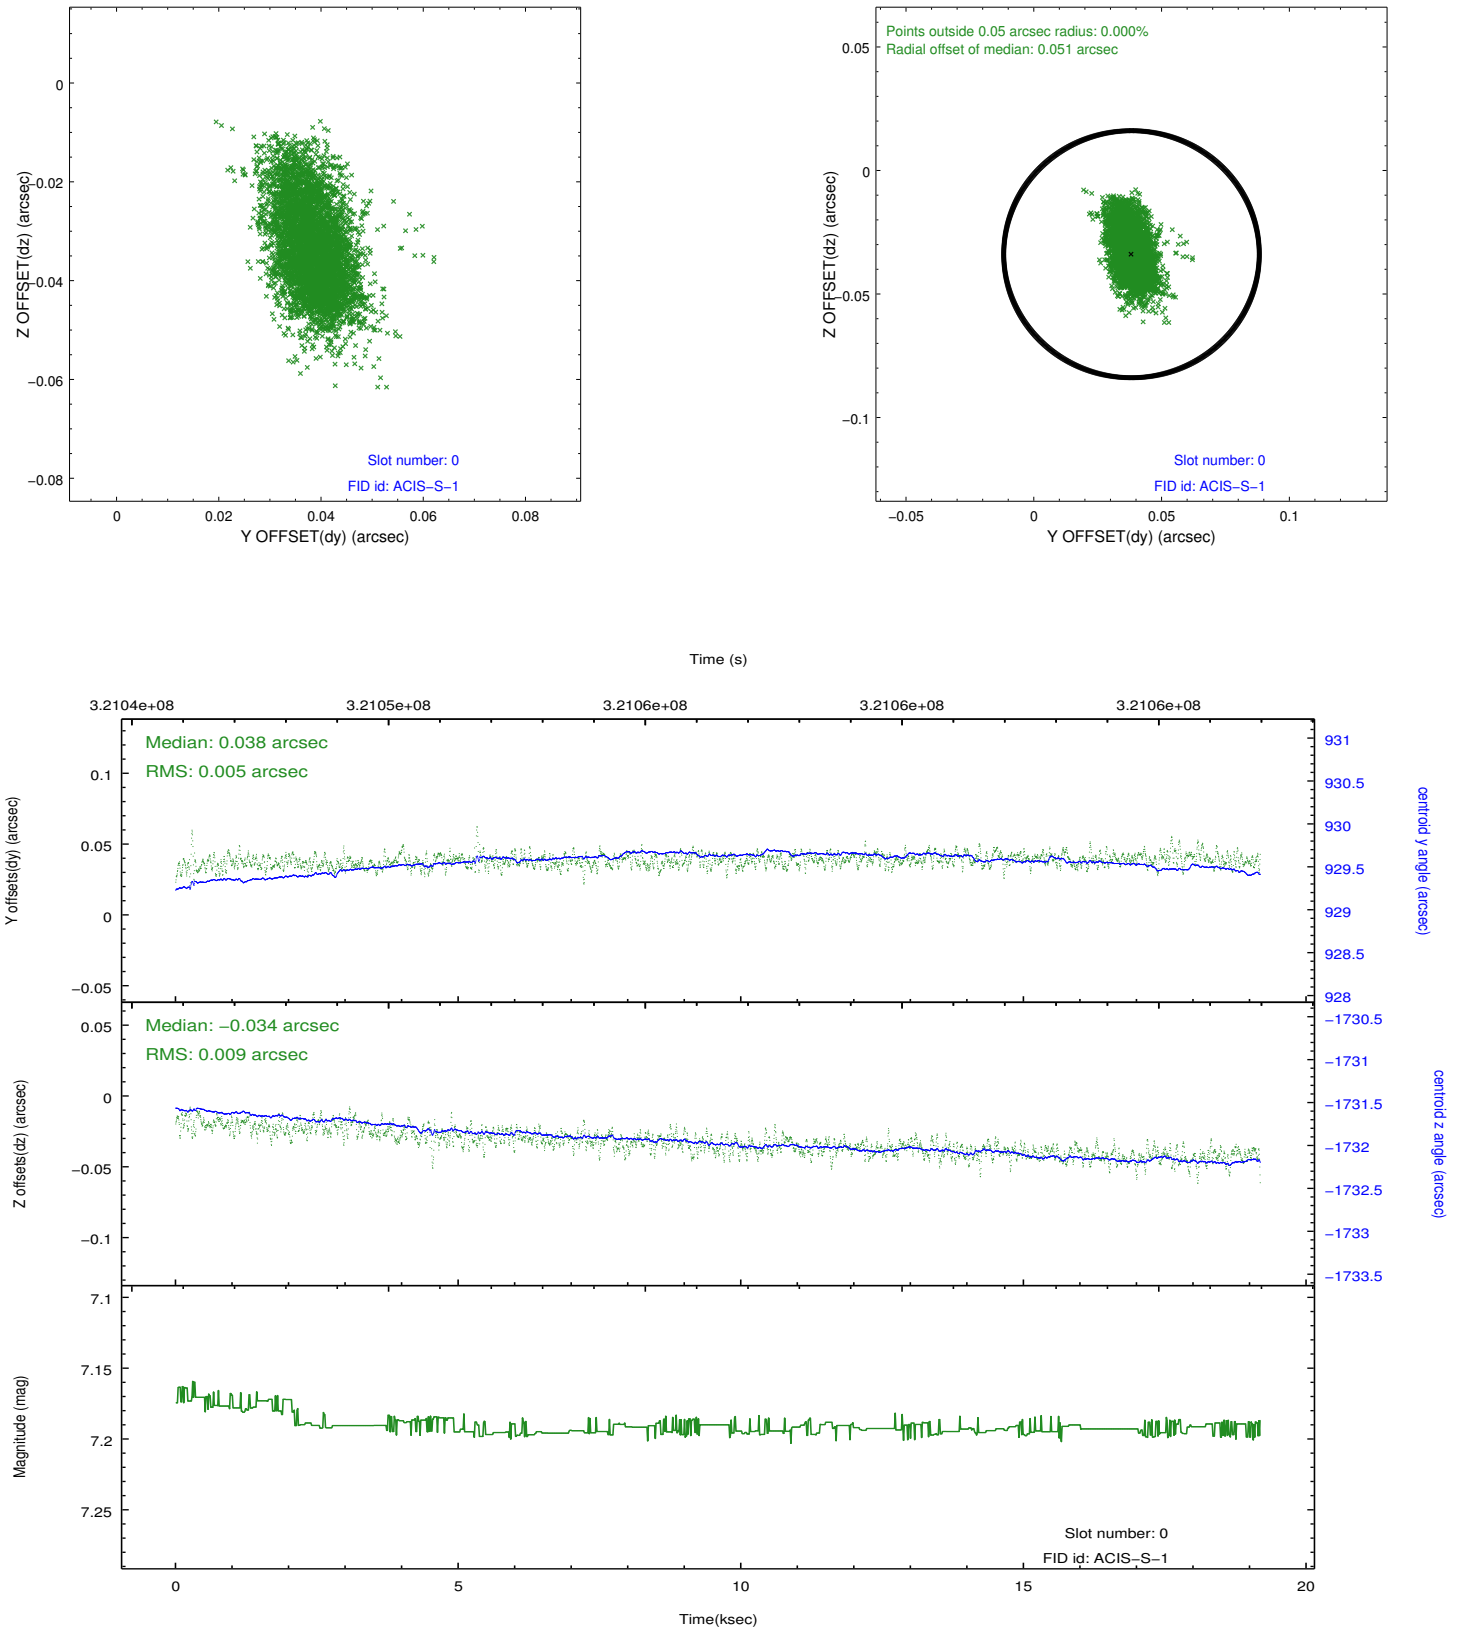 0
−0.02
−0.04
−0.06
−0.08
Z OFFSET(dz) (arcsec)
Slot number: 0
FID id: ACIS−S−1
0
0.02
0.04
0.06
0.08
Y OFFSET(dy) (arcsec)
Points outside 0.05 arcsec radius: 0.000%
Radial offset of median: 0.051 arcsec
0.05
0
−0.05
−0.1
Z OFFSET(dz) (arcsec)
Slot number: 0
FID id: ACIS−S−1
−0.05
0
0.05
0.1
Y OFFSET(dy) (arcsec)
Time (s)
3.2104e+08
3.2105e+08
3.2106e+08
3.2106e+08
3.2106e+08
Median: 0.038 arcsec
RMS: 0.005 arcsec
0.1
0.05
0
−0.05
Y offsets(dy) (arcsec)
931
930.5
930
929.5
929
928.5
928
centroid y angle (arcsec)
Median: −0.034 arcsec
RMS: 0.009 arcsec
0.05
0
−0.05
−0.1
Z offsets(dz) (arcsec)
−1730.5
−1731
−1731.5
−1732
−1732.5
−1733
−1733.5
centroid z angle (arcsec)
7.1
7.15
7.2
7.25
Magnitude (mag)
Slot number: 0
FID id: ACIS−S−1
0
5
10
15
20
Time(ksec)